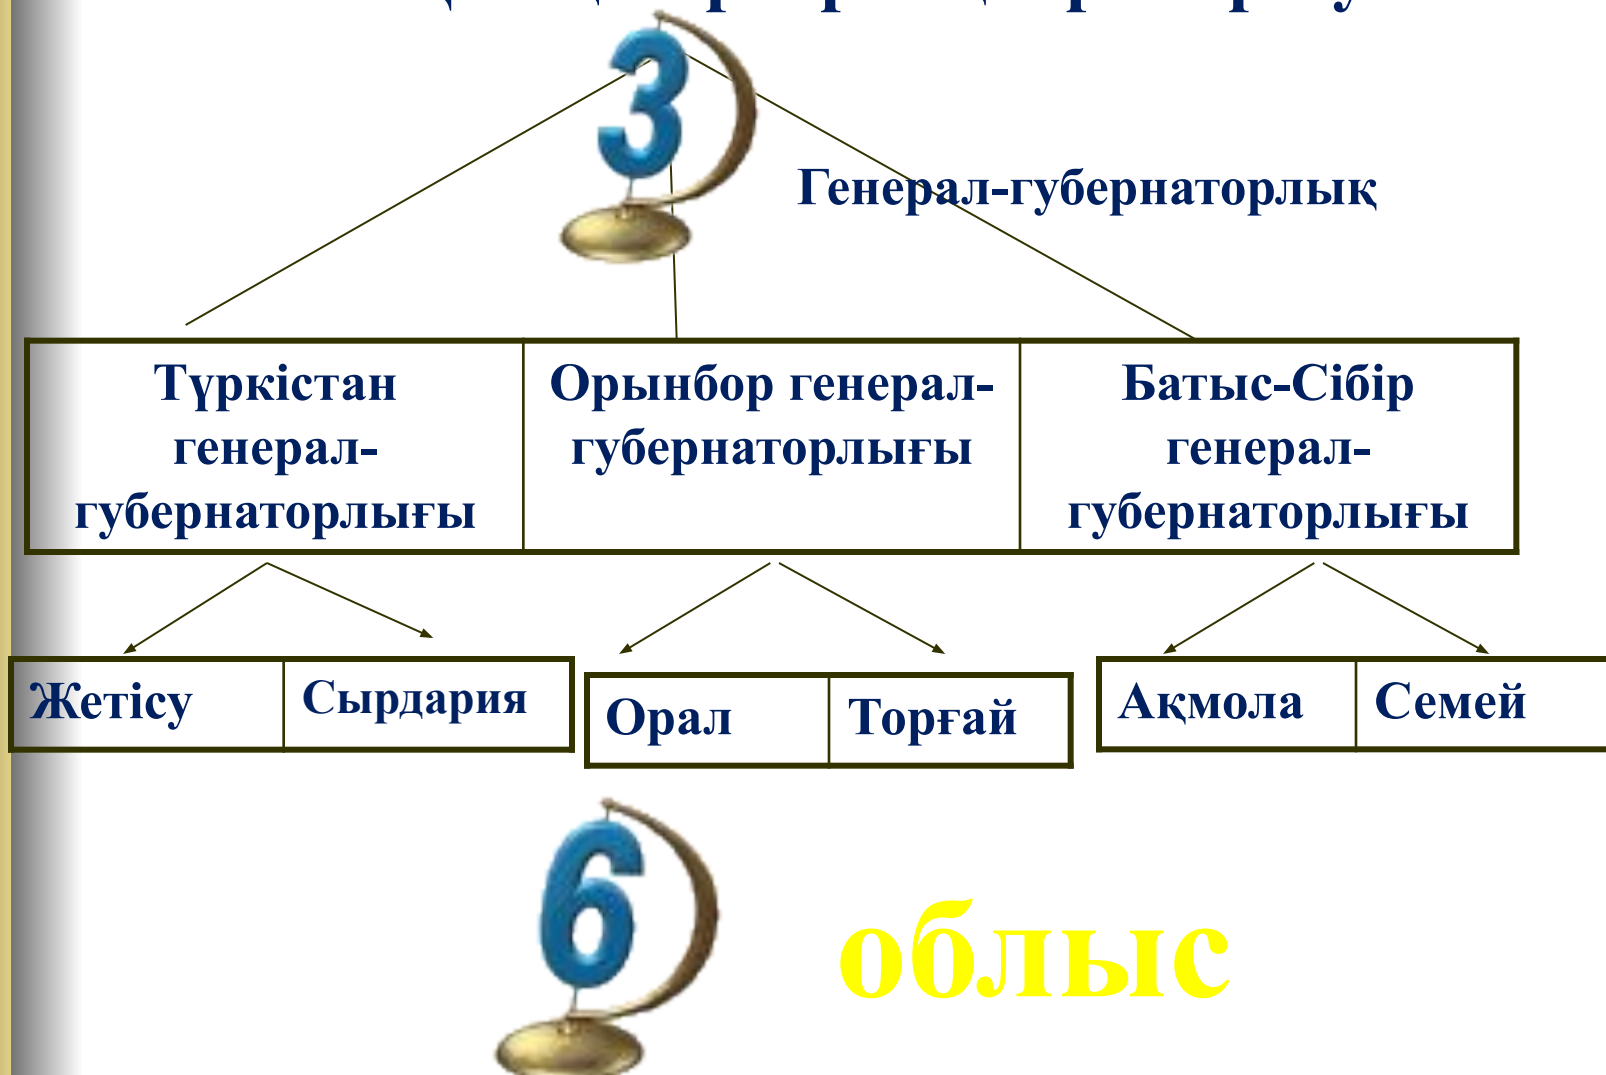 3
Генерал-губернаторлық
Түркістан
генерал-
губернаторлығы
Орынбор генерал-
губернаторлығы
Батыс-Сібір
генерал-
губернаторлығы
Жетісу
Сырдария
Орал
Торғай
Ақмола
Семей
6
облыс